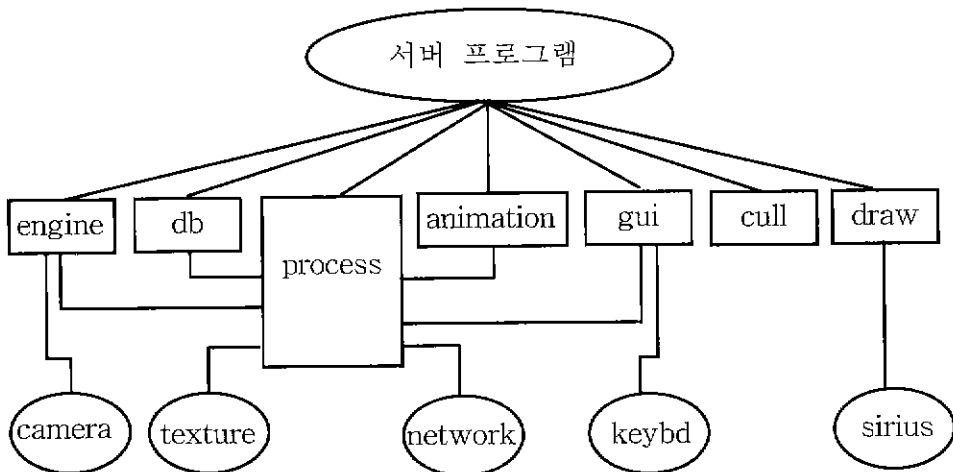 서버 프로그램
engine
db
process
animation
gui
cull
draw
camera
texture
network
keybd
sirius